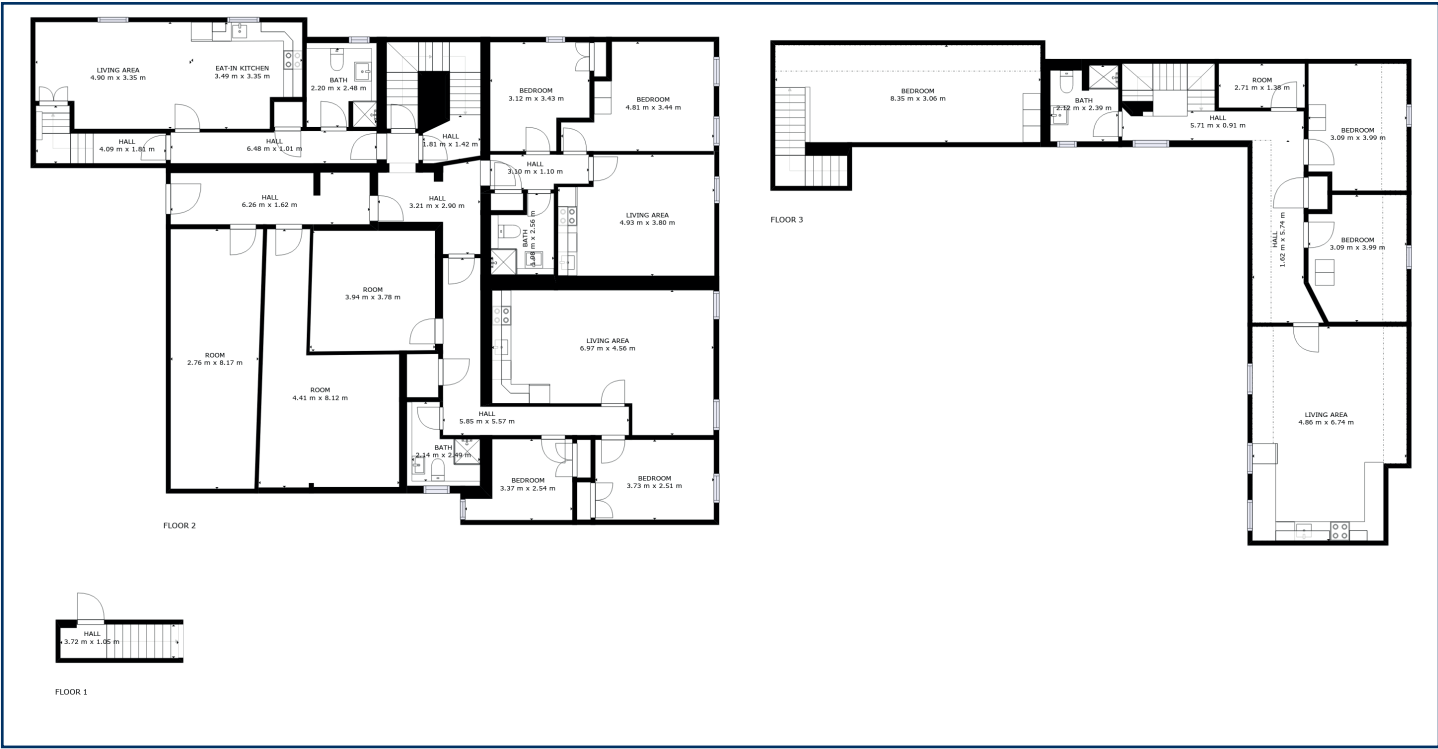 LIVING AREA
4.90 m x 3.35 m
EAT-IN KITCHEN
3.49 m x 3.35 m
BATH
2.20 m x 2.48 m
HALL
4.09 m x 1.81 m
HALL
6.48 m x 1.01 m
HALL
1.81 m x 1.42 m
BEDROOM
3.12 m x 3.43 m
BEDROOM
4.81 m x 3.44 m
HALL
3.10 m x 1.10 m
HALL
6.26 m x 1.62 m
HALL
3.21 m x 2.90 m
BATH
1.98 m x 2.56 m
LIVING AREA
4.93 m x 3.80 m
ROOM
3.94 m x 3.78 m
ROOM
2.76 m x 8.17 m
ROOM
4.41 m x 8.12 m
LIVING AREA
6.97 m x 4.56 m
HALL
5.85 m x 5.57 m
BATH
2.14 m x 2.49 m
BEDROOM
3.37 m x 2.54 m
BEDROOM
3.73 m x 2.51 m
FLOOR 2
BEDROOM
8.35 m x 3.06 m
BATH
2.12 m x 2.39 m
ROOM
2.71 m x 1.38 m
HALL
5.71 m x 0.91 m
BEDROOM
3.09 m x 3.99 m
HALL
1.62 m x 5.74 m
BEDROOM
3.09 m x 3.99 m
LIVING AREA
4.86 m x 6.74 m
FLOOR 3
HALL
3.72 m x 1.05 m
FLOOR 1